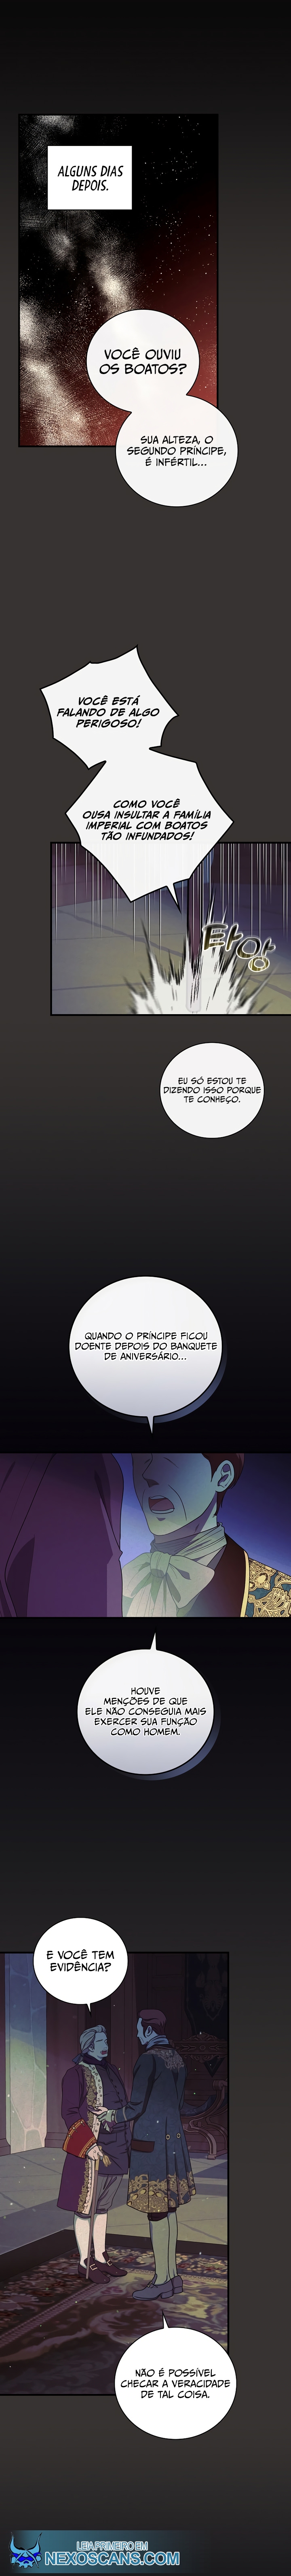 ALGUNS DIAS
DEPOIS.
VOCÊ OUVIU
OS BOATOS?
SUA ALTEZA, O
SEGUNDO PRÍNCIPE,
É INFÉRTIL...
VOCÊ ESTÁ
FALANDO DE ALGO
PERIGOSO!
COMO VOCÊ
OUSA INSULTAR A FAMÍLIA
IMPERIAL COM BOATOS
TÃO INFUNDADOS!
타앙
EU SÓ ESTOU TE
DIZENDO ISSO PORQUE
TE CONHEÇO.
QUANDO O PRÍNCIPE FICOU
DOENTE DEPOIS DO BANQUETE
DE ANIVERSÁRIO...
HOUVE
MENÇÕES DE QUE
ELE NÃO CONSEGUIA MAIS
EXERCER SUA FUNÇÃO
COMO HOMEM.
E VOCÊ TEM
EVIDÊNCIA?
NÃO É POSSÍVEL
CHECAR A VERACIDADE
DE TAL COISA.
LEIA PRIMEIRO EM
NEXOSCANS.COM